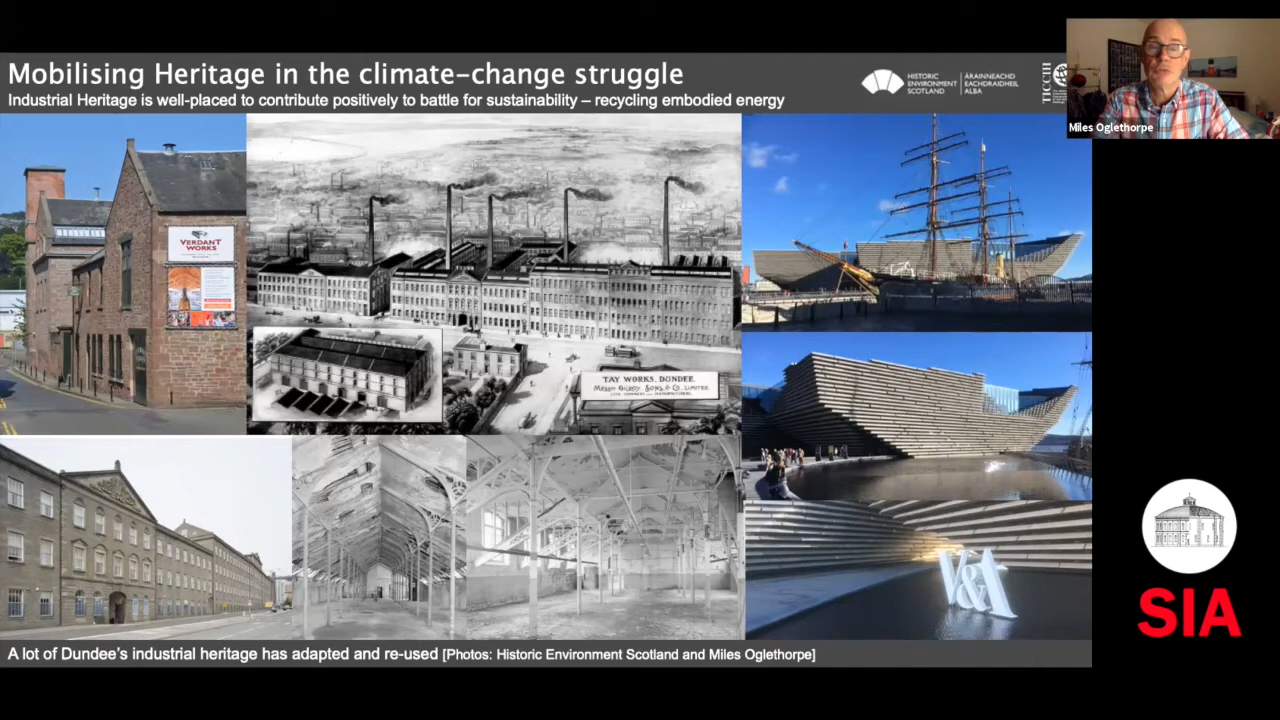 Mobilising Heritage in the climate-change struggle
Industrial Heritage is well-placed to contribute positively to battle for sustainability – recycling embodied energy
HISTORIC
ENVIRONMENT
SCOTLAND
ÀRAINNEACHD
EACHDRAIDHEIL
ALBA
TICCIH
Miles Oglethorpe
VERDANT
WORKS
TAY WORKS, DUNDEE.
V&A
SIA
A lot of Dundee's industrial heritage has adapted and re-used [Photos: Historic Environment Scotland and Miles Oglethorpe]